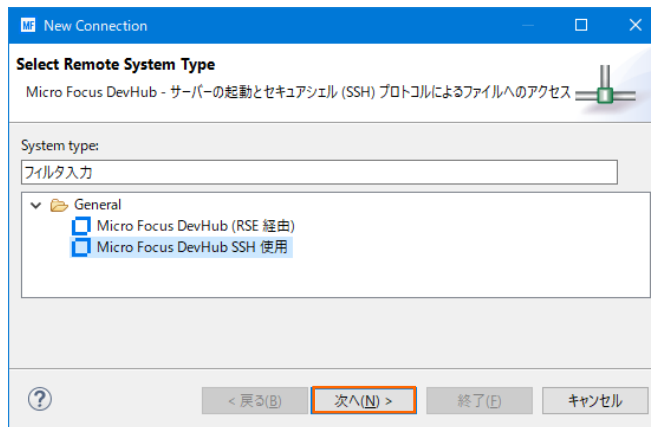 MF New Connection
Select Remote System Type
Micro Focus DevHub - サーバーの起動とセキュアシェル (SSH) プロトコルによるファイルへのアクセス
System type:
フィルタ入力
General
Micro Focus DevHub (RSE 経由)
Micro Focus DevHub SSH 使用
? < 戻る(B) 次へ(N) > 終了(F) キャンセル